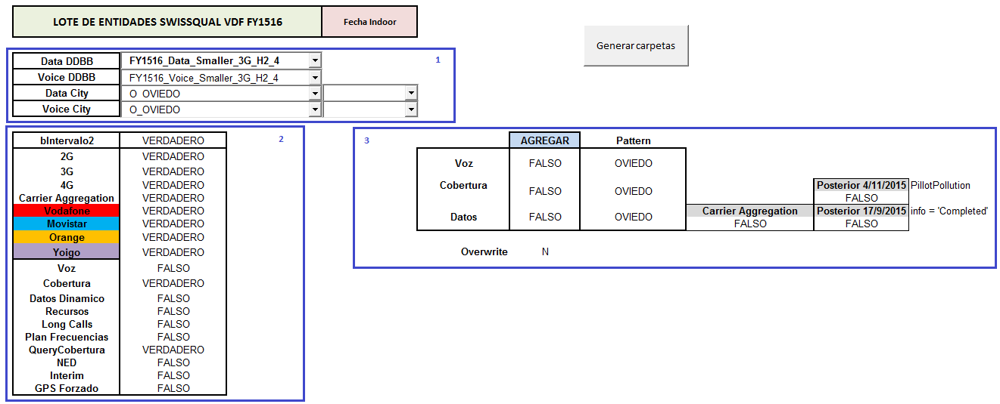 LOTE DE ENTIDADES SWISSQUAL VDF FY1516 Fecha Indoor
Generar carpetas
1
Data DDBB FY1516_Data_Smaller_3G_H2_4
Voice DDBB FY1516_Voice_Smaller_3G_H2_4
Data City O_OVIEDO
Voice City O_OVIEDO
2
bIntervalo2 VERDADERO
2G VERDADERO
3G VERDADERO
4G VERDADERO
Carrier Aggregation VERDADERO
Vodafone VERDADERO
Movistar VERDADERO
Orange VERDADERO
Yoigo VERDADERO
Voz FALSO
Cobertura VERDADERO
Datos Dinamico FALSO
Recursos FALSO
Long Calls FALSO
Plan Frecuencias FALSO
QueryCobertura VERDADERO
NED FALSO
Interim FALSO
GPS Forzado FALSO
3
AGREGAR Pattern
Voz FALSO OVIEDO
Cobertura FALSO OVIEDO
Posterior 4/11/2015 PillotPollution
FALSO
Datos FALSO OVIEDO
Carrier Aggregation Posterior 17/9/2015 info = 'Completed'
FALSO FALSO
Overwrite N